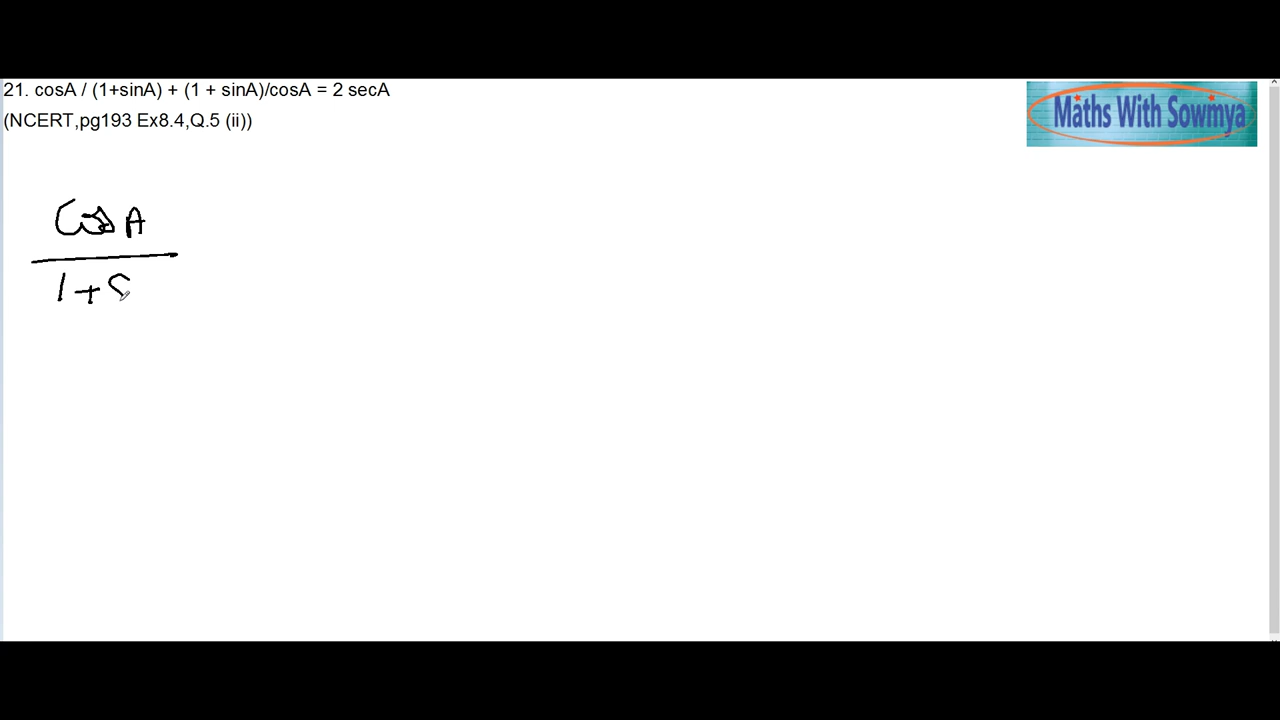 21. cosA / (1+sinA) + (1 + sinA)/cosA = 2 secA
(NCERT,pg193 Ex8.4,Q.5 (ii))
Maths With Sowmya
Cos A
1+S